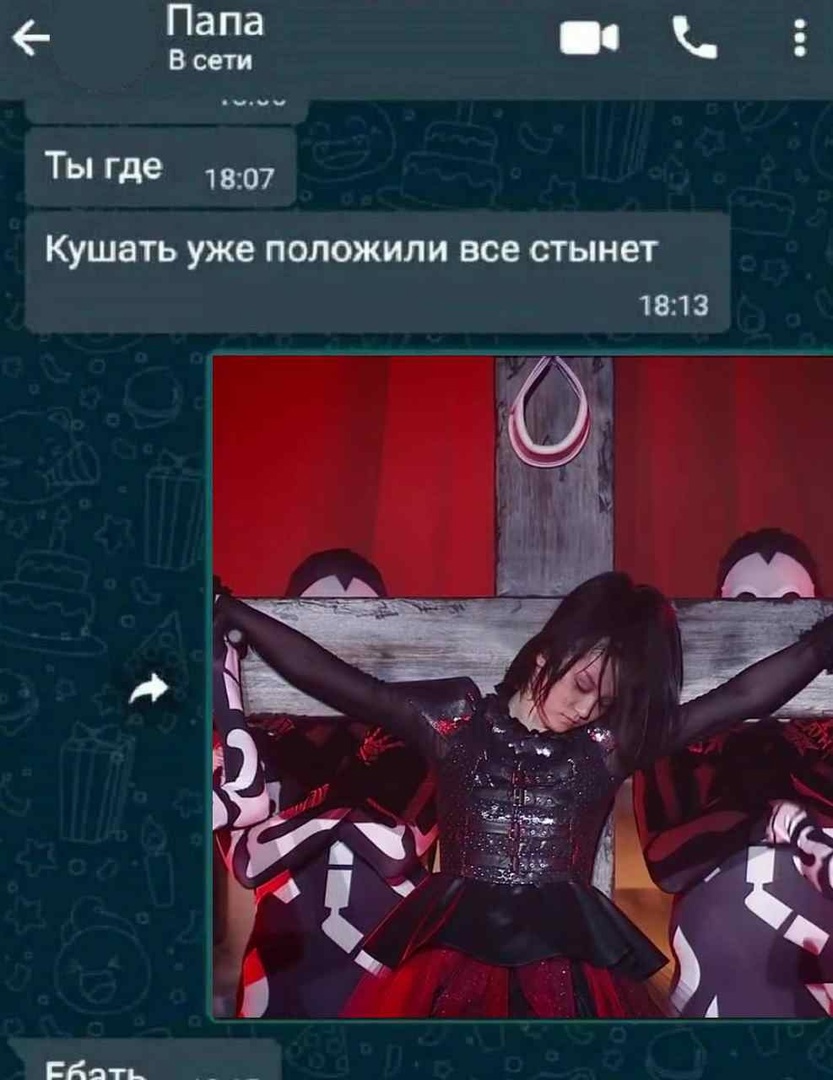 Папа
В сети
Ты где
18:07
Кушать уже положили все стынет
18:13
Ебать